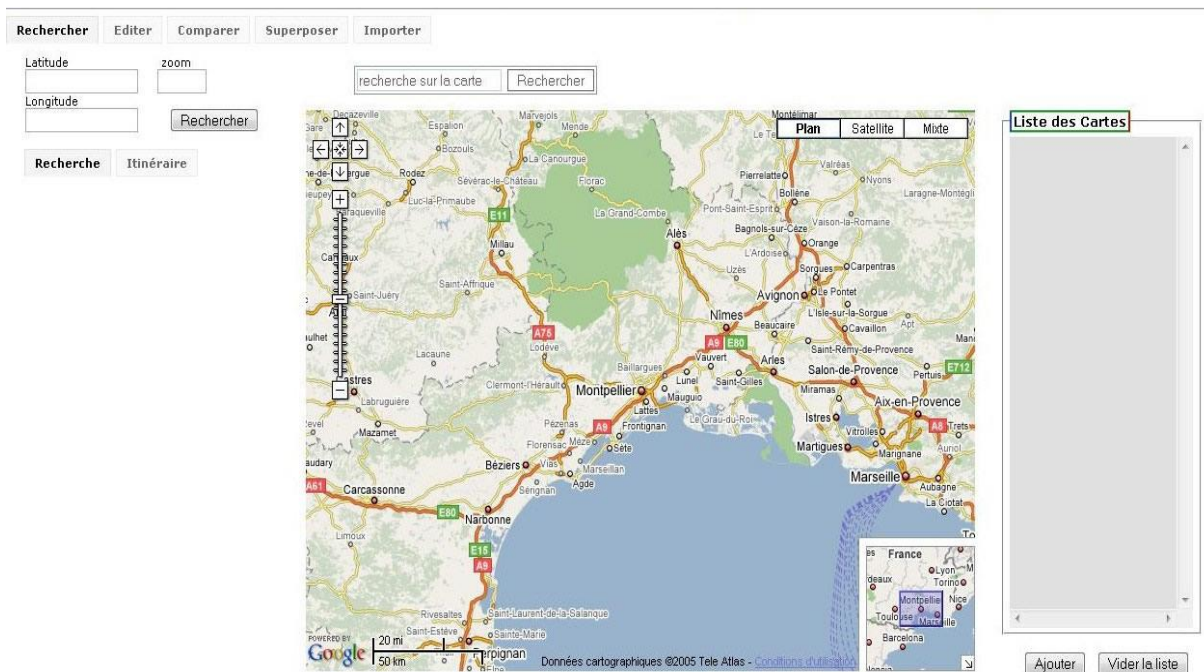 Rechercher Editer Comparer Superposer Importer
Latitude zoom
Longitude
Rechercher
Recherche Itinéraire
recherche sur la carte Rechercher
Plan Satellite Mixte
Liste des Cartes
Decazeville
Marvejols
Montélimar
Espalion
Mende
Bozouls
La Canourgue
Valréas
Rodez
Sévérac-le-Château
Florac
Pierrelatte
Nyons
Bollène
Luc-la-Primaube
La Grand-Combe
Pont-Saint-Esprit
Vaison-la-Romaine
E11
Alès
Bagnols-sur-Cèze
Millau
L'Ardoise
Orange
Uzès
Sorgues
Carpentras
Saint-Affrique
Saint-Juéry
Avignon
Le Pontet
L'Isle-sur-la-Sorgue
Nîmes
Beaucaire
Cavaillon
Apt
A75
A9 E80
Saint-Rémy-de-Provence
Lodève
Lacaune
Vauvert
Arles
Baillargues
Pertuis
E712
Clermont-l'Hérault
Montpellier
Lunel
Saint-Gilles
Salon-de-Provence
Miramas
Mauguio
Labruguière
Lattes
Le Grau-du-Roi
Istres
Aix-en-Provence
Mazamet
Pézenas
A9
Frontignan
Vitrolles
A8
Trets
Florensac
Mèze
Sète
Martigues
Marignane
Auriol
Béziers
Vias
Marseillan
Agde
Marseille
Aubagne
A61
Carcassonne
Sérignan
La Ciotat
E80
Narbonne
Limoux
E15
A9
France
Lyon
Torino
Montpellier
Nice
Toulouse
Marseille
Barcelona
Rivesaltes
Saint-Laurent-de-la-Salanque
Saint-Estève
Sainte-Marie
Perpignan
POWERED BY
Google
20 mi
50 km
Données cartographiques ©2005 Tele Atlas - Conditions d'utilisation
Ajouter Vider la liste